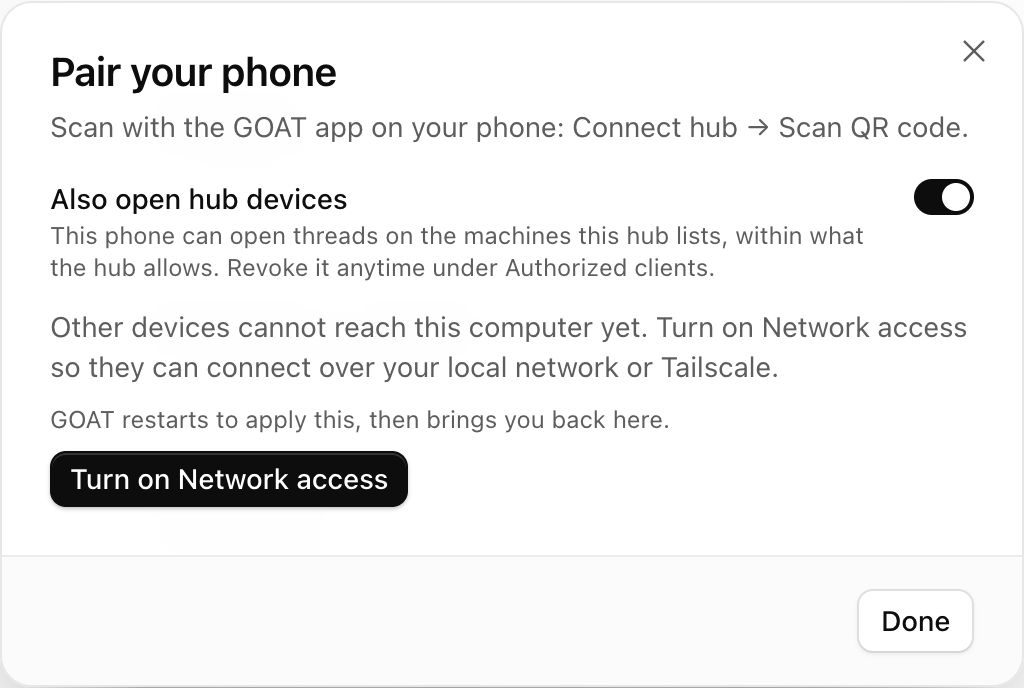 Pair your phone
Scan with the GOAT app on your phone: Connect hub → Scan QR code.
Also open hub devices
This phone can open threads on the machines this hub lists, within what
the hub allows. Revoke it anytime under Authorized clients.
Other devices cannot reach this computer yet. Turn on Network access
so they can connect over your local network or Tailscale.
GOAT restarts to apply this, then brings you back here.
Turn on Network access
Done